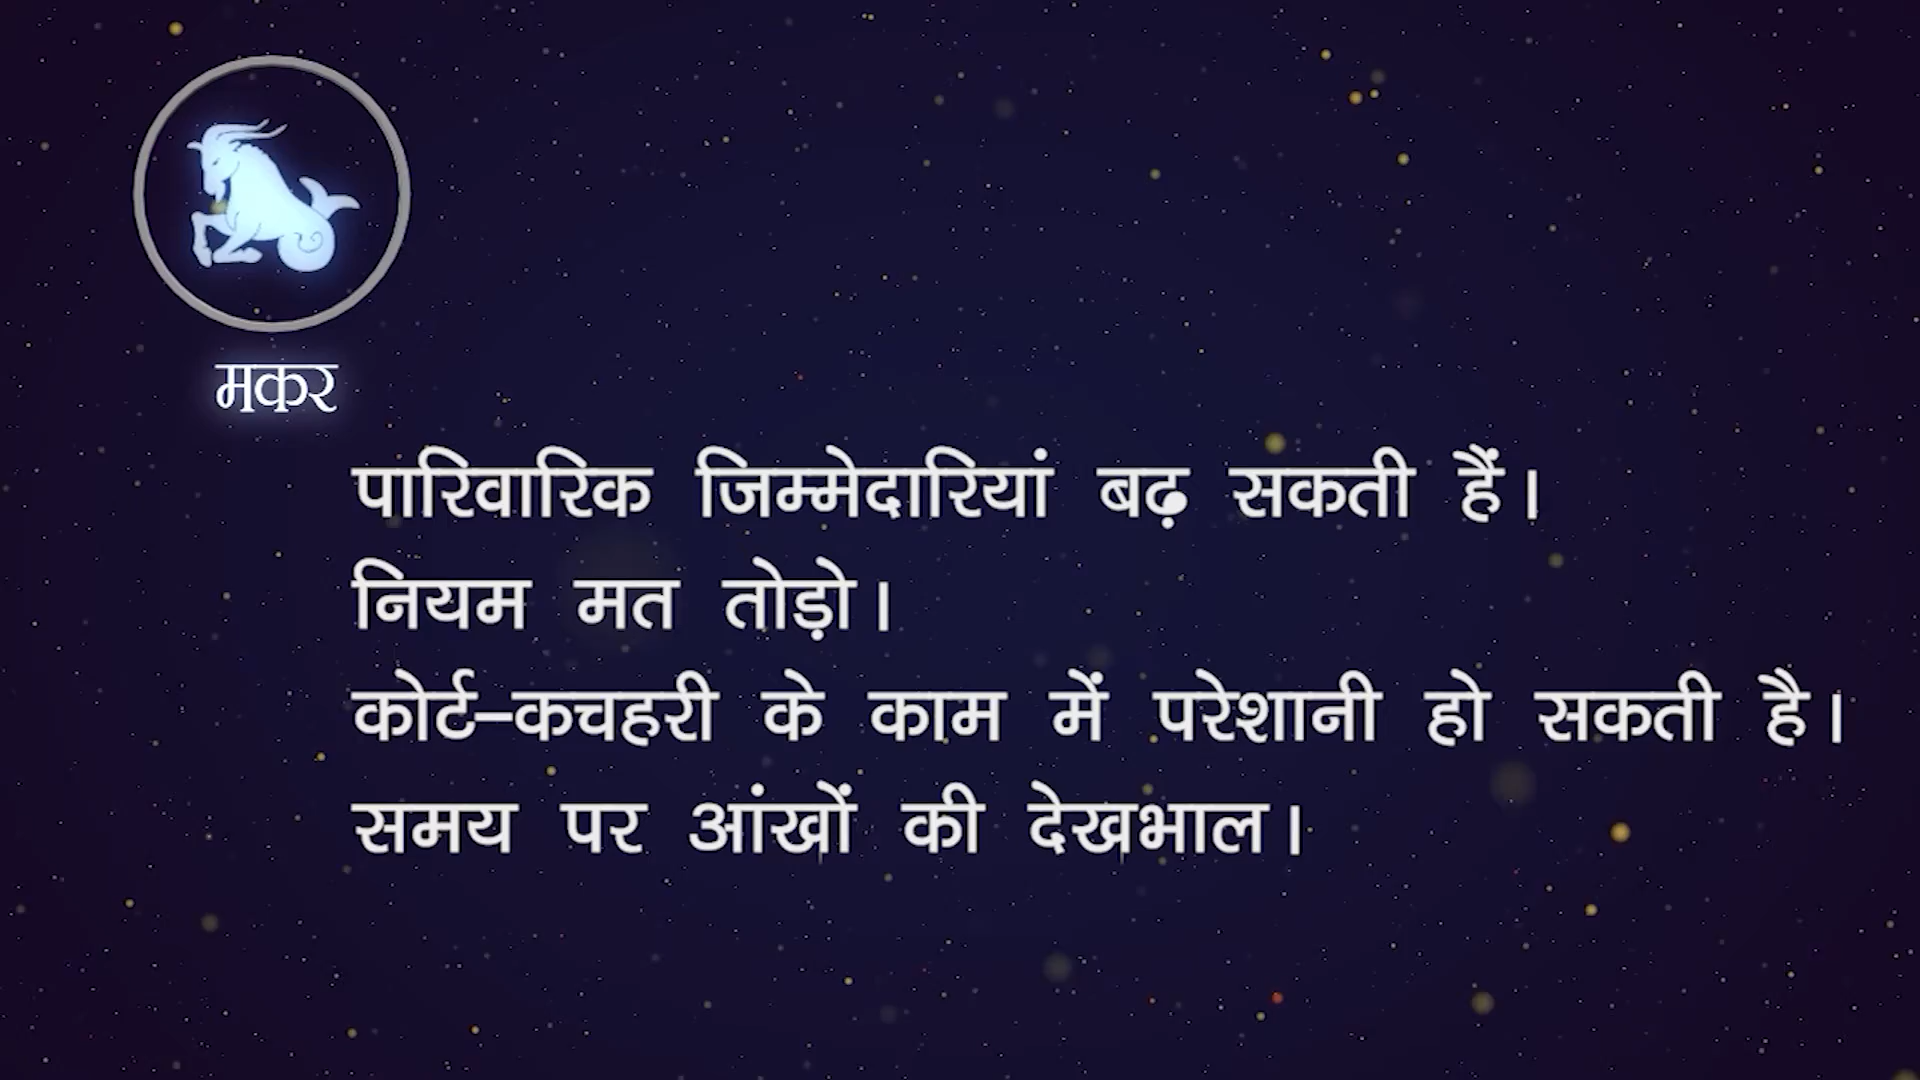 मकर
पारिवारिक जिम्मेदारियां बढ़ सकती हैं।
नियम मत तोड़ो।
कोर्ट-कचहरी के काम में परेशानी हो सकती है।
समय पर आंखों की देखभाल।